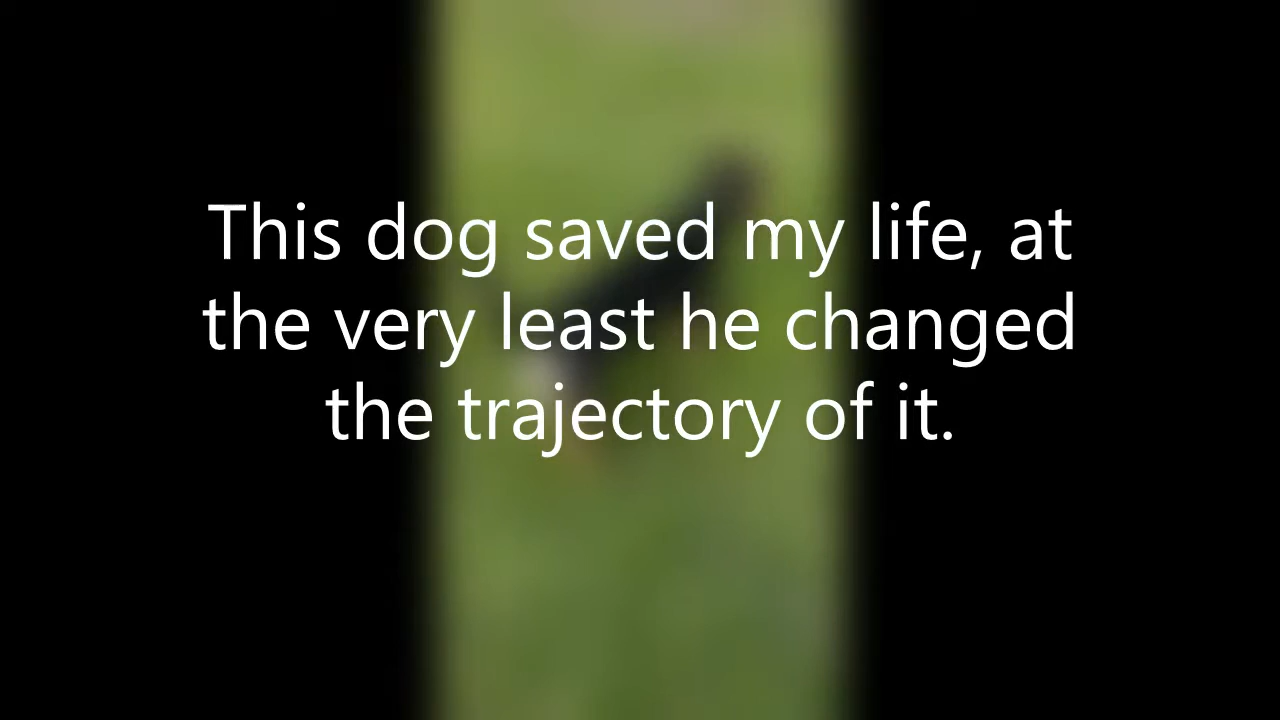 This dog saved my life, at
the very least he changed
the trajectory of it.